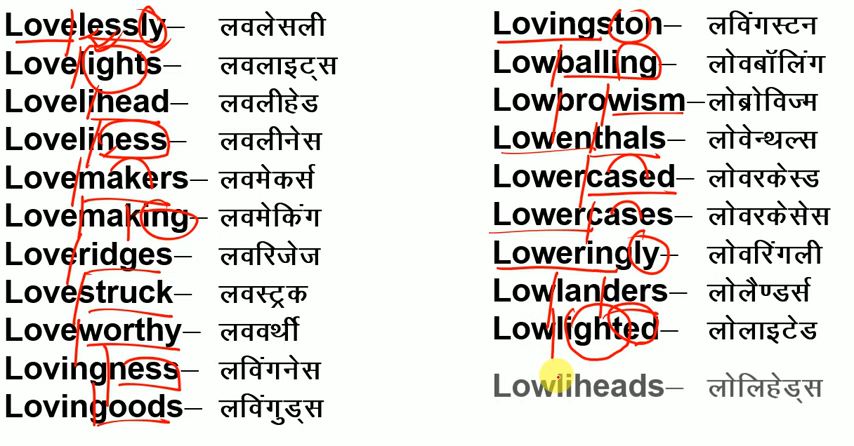 Lovelessly– लवलेसली
Lovelights– लवलाइट्स
Lovelihead– लवलीहेड
Loveliness– लवलीनेस
Lovemakers– लवमेकर्स
Lovemaking– लवमेकिंग
Loveridges– लवरिजेज
Lovestruck– लवस्ट्रक
Loveworthy– लववर्थी
Lovingness– लविंगनेस
Lovingoods– लविंगुड्स
Lovingston– लविंगस्टन
Lowballing– लोवबॉलिंग
Lowbrowism–लोब्रोविज्म
Lowenthals– लोवेन्थल्स
Lowercased– लोवरकेस्ड
Lowercases– लोवरकेसेस
Loweringly– लोवरिंगली
Lowlanders– लोलैण्डर्स
Lowlighted– लोलाइटेड
Lowliheads– लोलिहेड्स